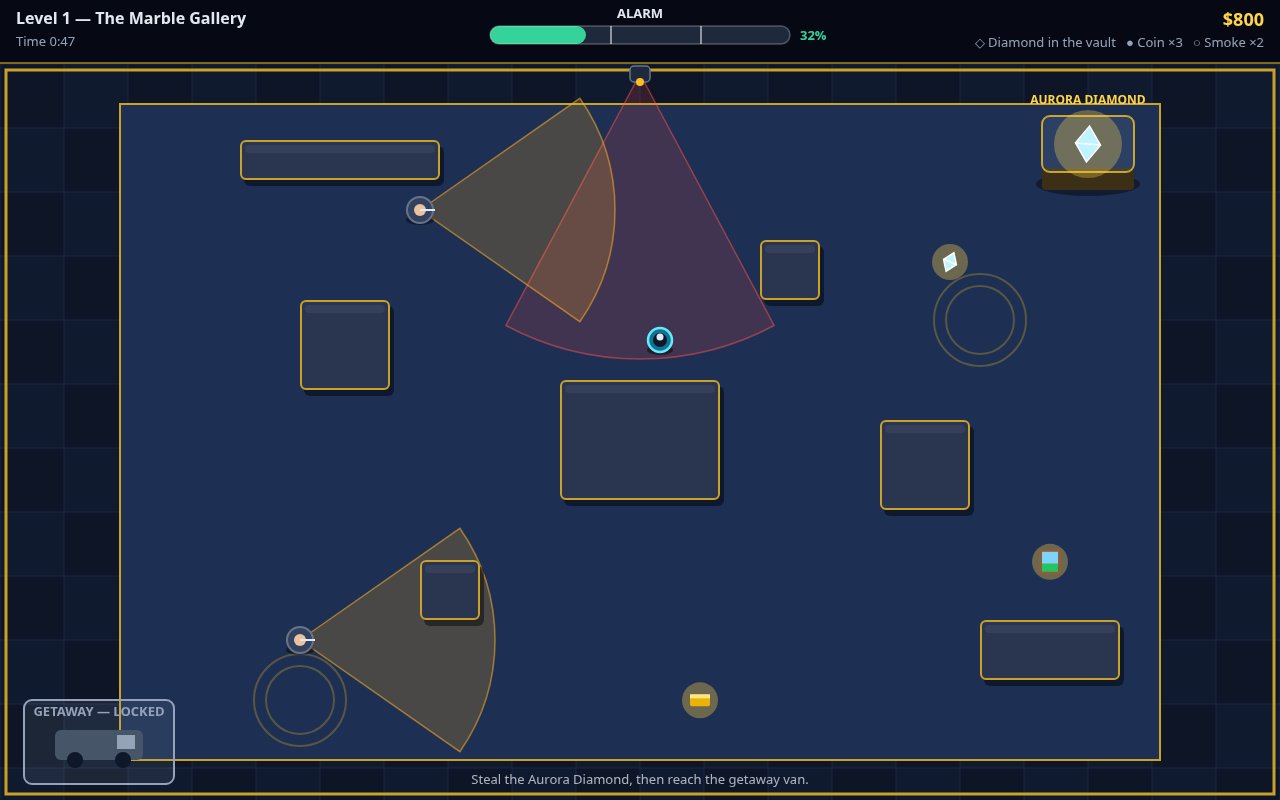 Level 1 — The Marble Gallery
Time 0:47
ALARM
32%
$800
◇ Diamond in the vault ● Coin ×3 ○ Smoke ×2
AURORA DIAMOND
GETAWAY — LOCKED
Steal the Aurora Diamond, then reach the getaway van.